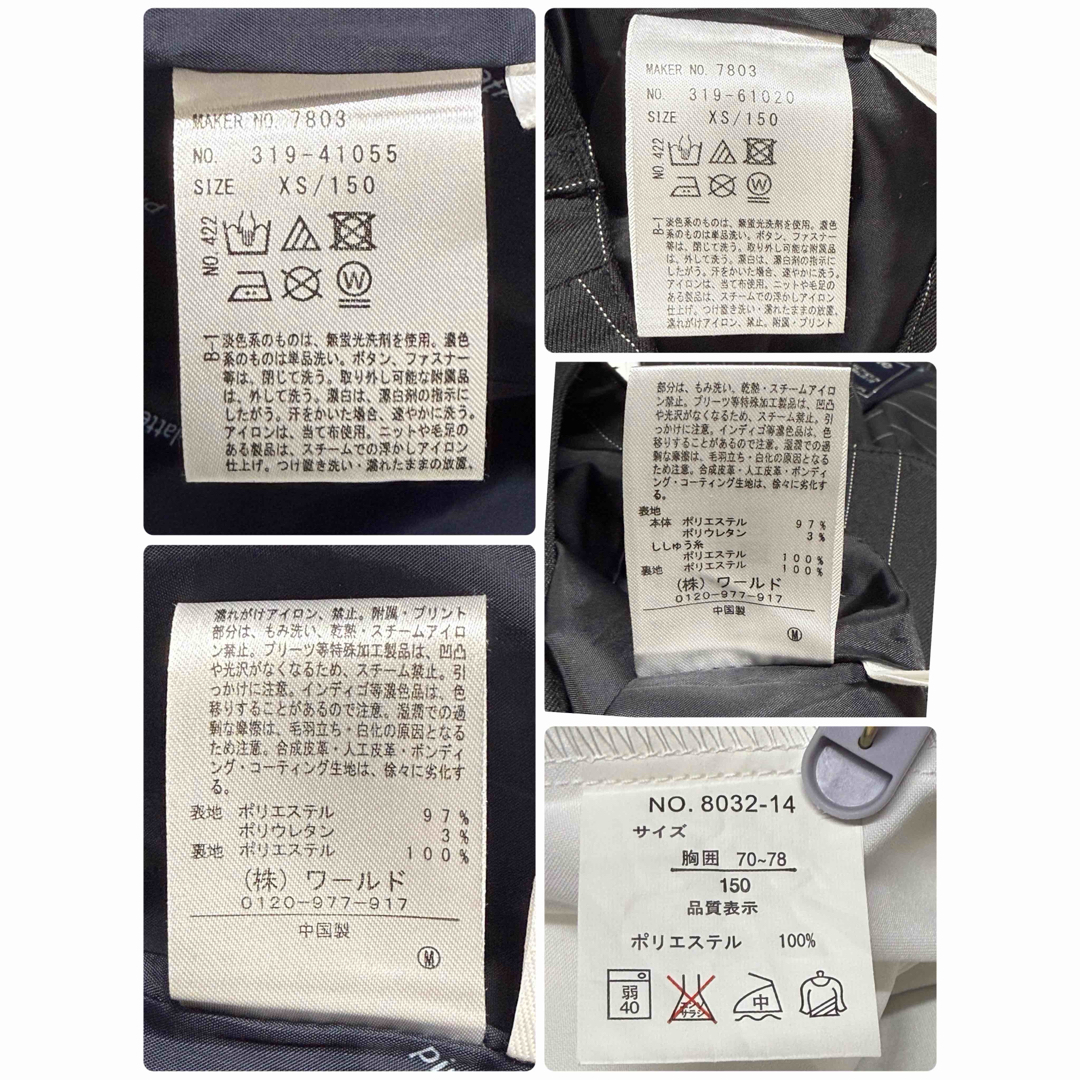 MAKER NO. 7803
NO. 319-41055
SIZE XS/150
NO.422
W
B-1
淡色系のものは、無蛍光洗剤を使用。濃色
系のものは単品洗い。ボタン、ファスナー
等は、閉じて洗う。取り外し可能な附属品
は、外して洗う。漂白は、漂白剤の指示に
したがう。汗をかいた場合、速やかに洗う。
アイロンは、当て布使用。ニットや毛足の
ある製品は、スチームでの浮かしアイロン
仕上げ。つけ置き洗い・濡れたままの放置、
latte
MAKER NO. 7803
NO. 319-61020
SIZE XS/150
NO.422
W
B-1
淡色系のものは、無蛍光洗剤を使用。濃色
系のものは単品洗い。ボタン、ファスナー
等は、閉じて洗う。取り外し可能な附属品
は、外して洗う。漂白は、漂白剤の指示に
したがう。汗をかいた場合、速やかに洗う。
アイロンは、当て布使用。ニットや毛足の
ある製品は、スチームでの浮かしアイロン
仕上げ。つけ置き洗い・濡れたままの放置、
濡れがけアイロン、禁止。附属・プリント
部分は、もみ洗い、乾熱・スチームアイロ
ン禁止。プリーツ等特殊加工製品は、凹凸
や光沢がなくなるため、スチーム禁止。引
っかけに注意。インディゴ等濃色品は、色
移りすることがあるので注意。湿潤での過
剰な摩擦は、毛羽立ち・白化の原因となる
ため注意。合成皮革・人工皮革・ボンディ
ング・コーティング生地は、徐々に劣化す
る。
表地
本体 ポリエステル 97%
ポリウレタン 3%
ししゅう糸
ポリエステル 100%
裏地 ポリエステル 100%
(株) ワールド
0120-977-917
中国製
M
濡れがけアイロン、禁止。附属・プリント
部分は、もみ洗い、乾熱・スチームアイロ
ン禁止。プリーツ等特殊加工製品は、凹凸
や光沢がなくなるため、スチーム禁止。引
っかけに注意。インディゴ等濃色品は、色
移りすることがあるので注意。湿潤での過
剰な摩擦は、毛羽立ち・白化の原因となる
ため注意。合成皮革・人工皮革・ボンディ
ング・コーティング生地は、徐々に劣化す
る。
表地 ポリエステル 97%
ポリウレタン 3%
裏地 ポリエステル 100%
(株) ワールド
0120-977-917
中国製
M
NO. 8032-14
サイズ
胸囲 70~78
150
品質表示
ポリエステル 100%
弱
40
エンソ
サラシ
中